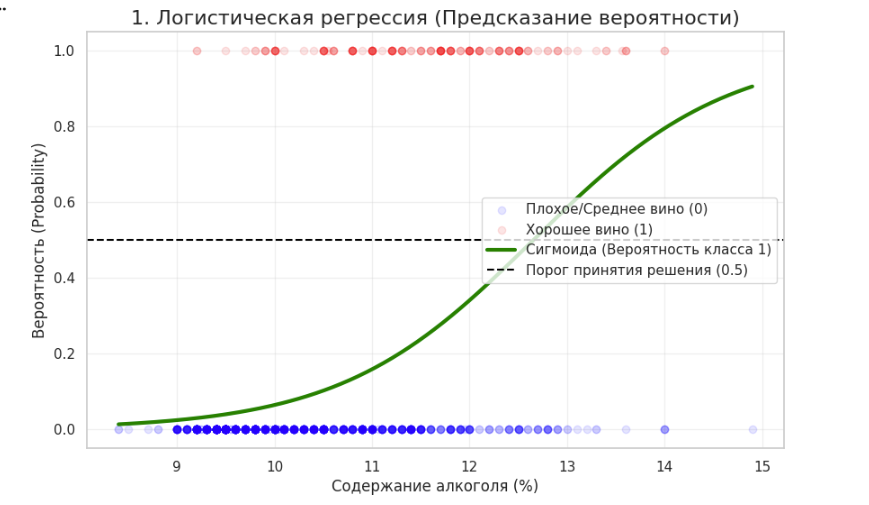 1. Логистическая регрессия (Предсказание вероятности)
1.0
0.8
0.6
0.4
0.2
0.0
Вероятность (Probability)
Плохое/Среднее вино (0)
Хорошее вино (1)
Сигмоида (Вероятность класса 1)
Порог принятия решения (0.5)
9 10 11 12 13 14 15
Содержание алкоголя (%)